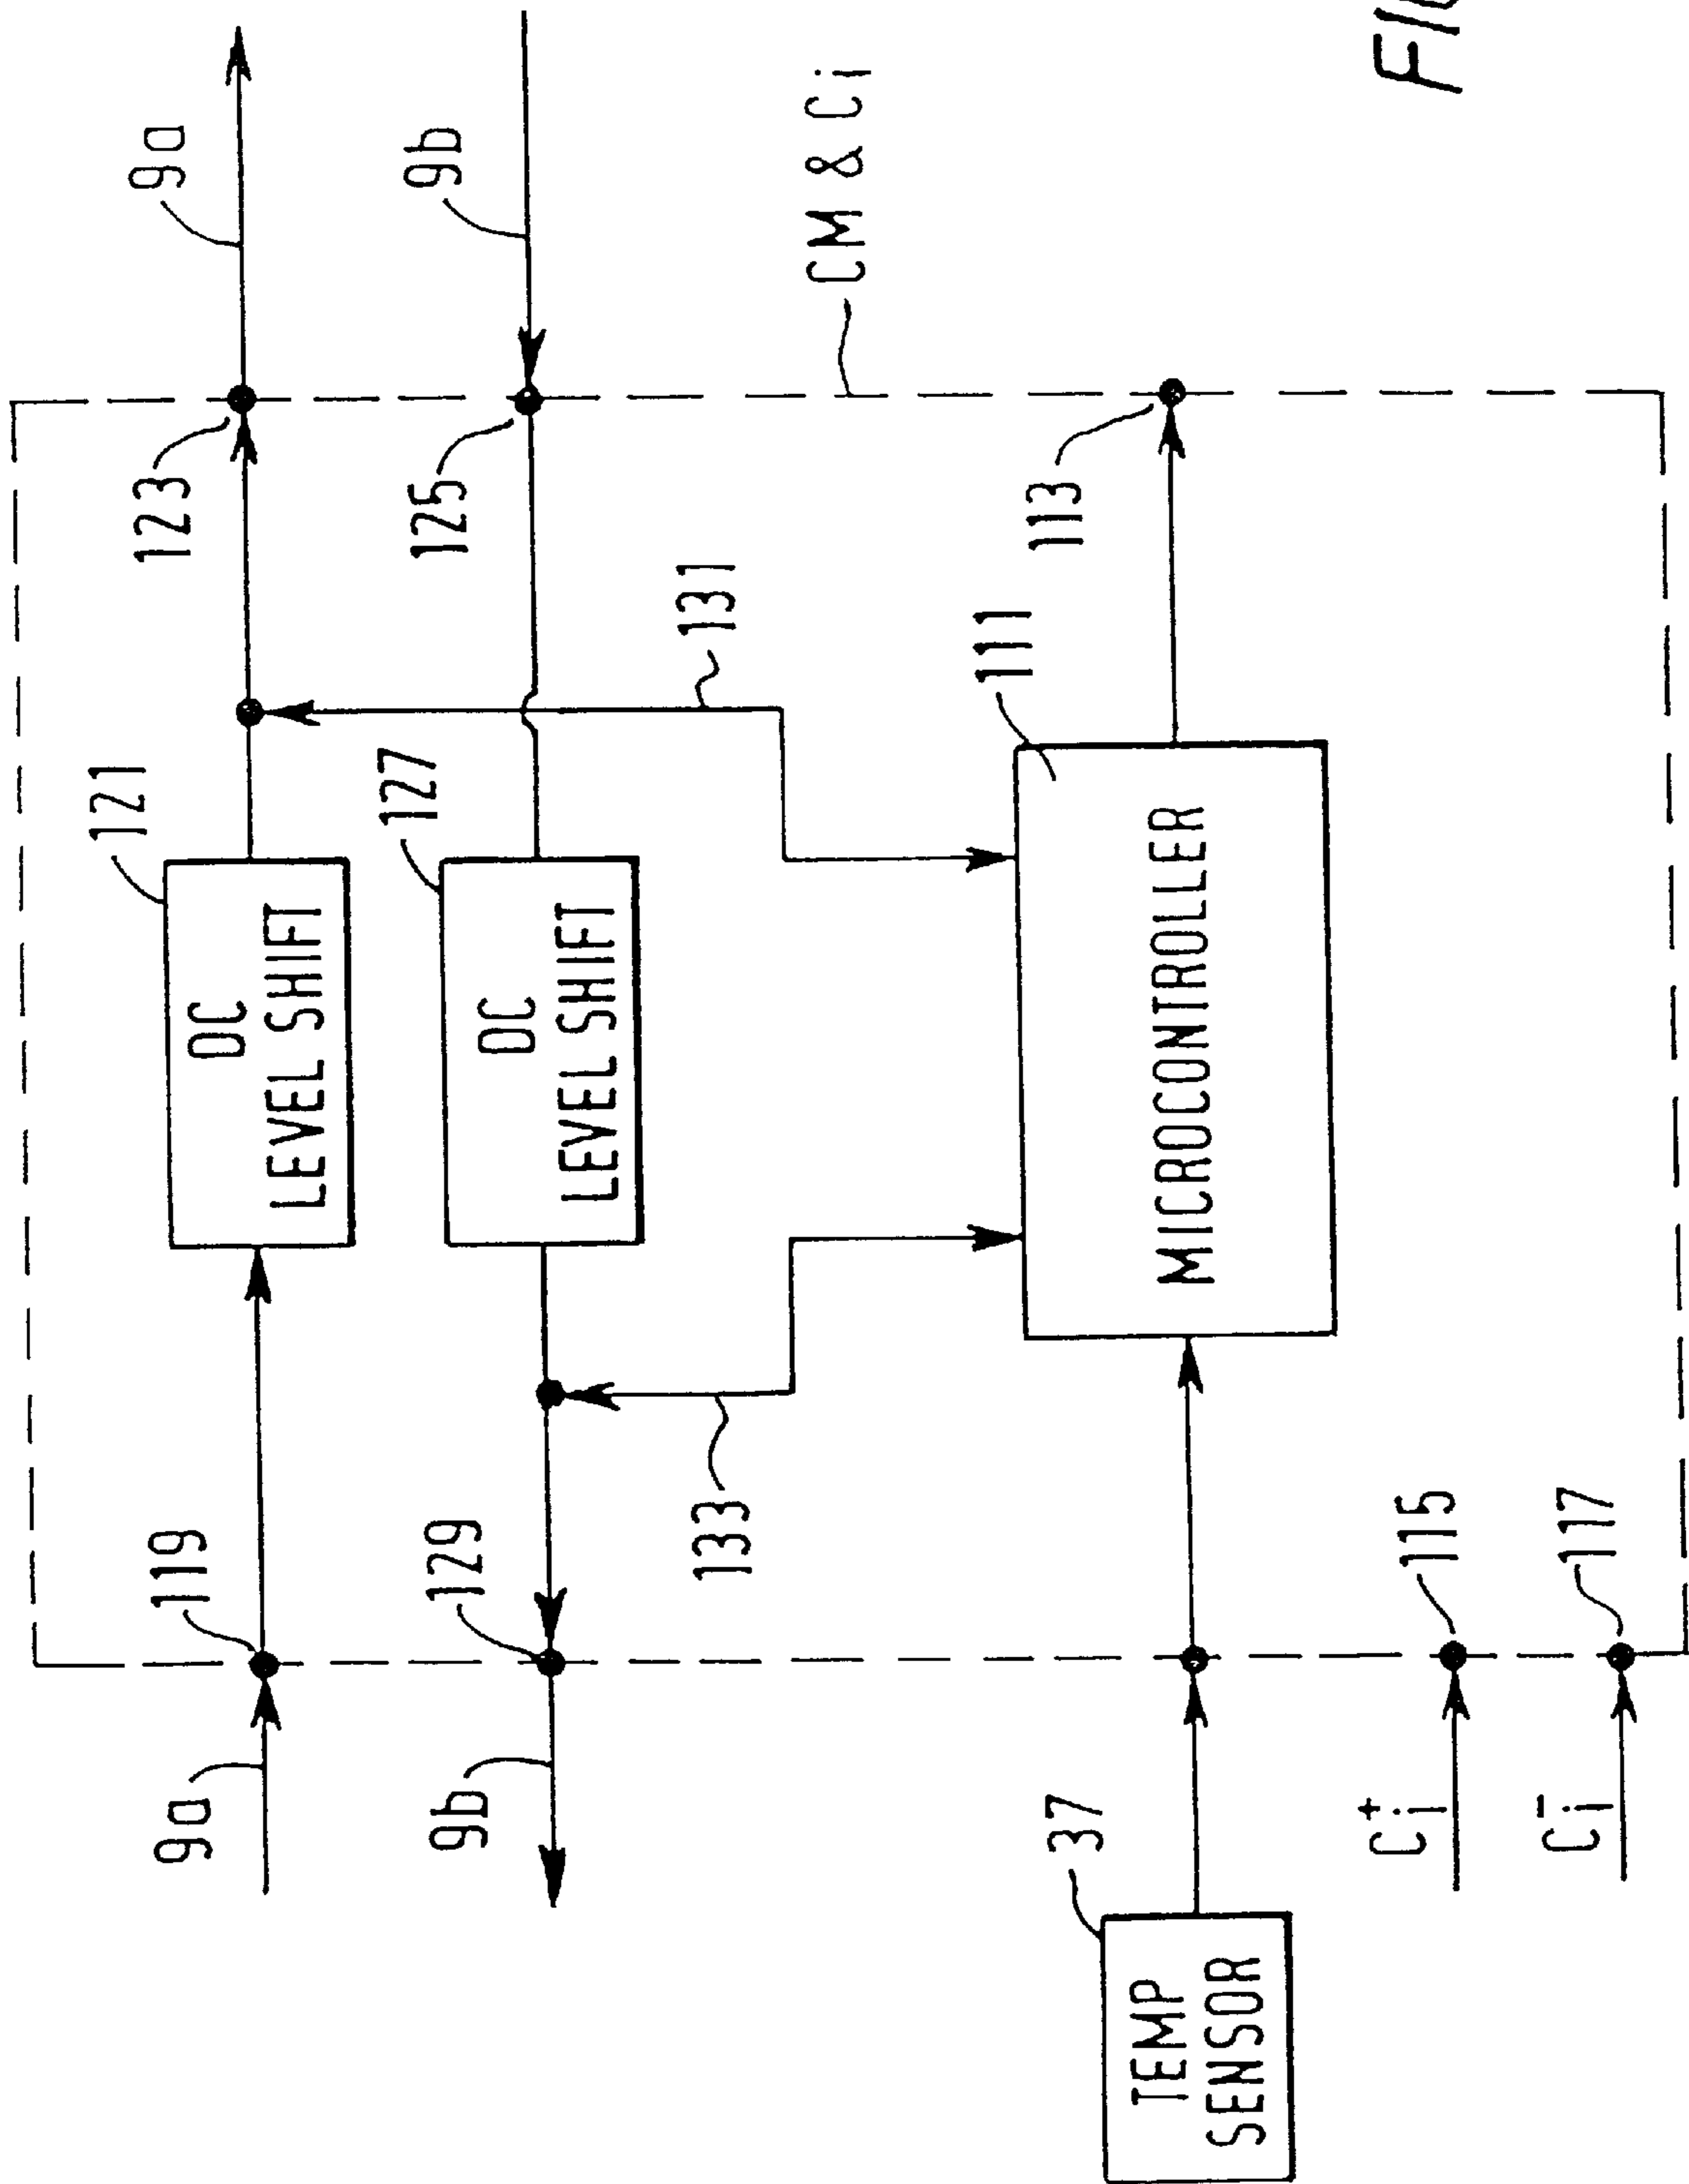 9a
119
121
DC
LEVEL SHIFT
123
9a
9b
129
127
DC
LEVEL SHIFT
125
9b
133
131
CM & Ci
37
TEMP
SENSOR
MICROCONTROLLER
111
113
Ci+
115
Ci-
117